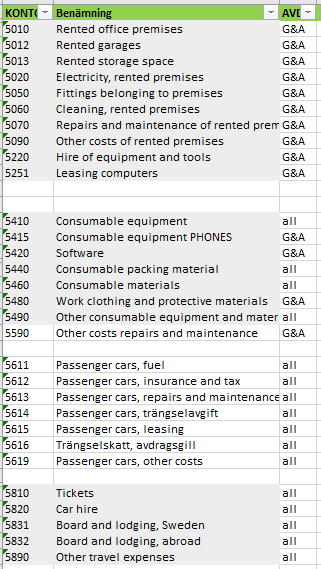 KONTO Benämning AVD
5010 Rented office premises G&A
5012 Rented garages G&A
5013 Rented storage space G&A
5020 Electricity, rented premises G&A
5050 Fittings belonging to premises G&A
5060 Cleaning, rented premises G&A
5070 Repairs and maintenance of rented prem G&A
5090 Other costs of rented premises G&A
5220 Hire of equipment and tools G&A
5251 Leasing computers G&A
5410 Consumable equipment all
5415 Consumable equipment PHONES G&A
5420 Software G&A
5440 Consumable packing material all
5460 Consumable materials all
5480 Work clothing and protective materials G&A
5490 Other consumable equipment and mater all
5590 Other costs repairs and maintenance G&A
5611 Passenger cars, fuel all
5612 Passenger cars, insurance and tax all
5613 Passenger cars, repairs and maintenance all
5614 Passenger cars, trängselavgift all
5615 Passenger cars, leasing all
5616 Trängselskatt, avdragsgill all
5619 Passenger cars, other costs all
5810 Tickets all
5820 Car hire all
5831 Board and lodging, Sweden all
5832 Board and lodging, abroad all
5890 Other travel expenses all